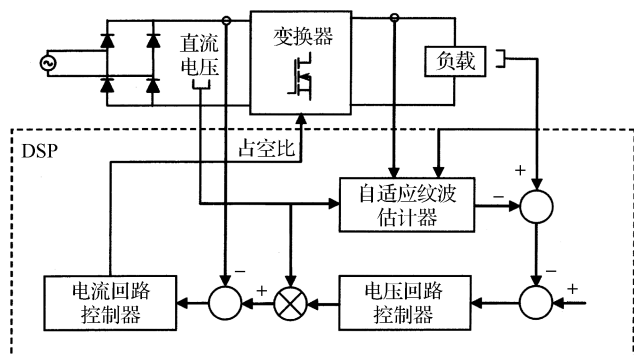 直流
电压
变换器
负载
DSP
占空比
+
自适应纹波
估计器
−
−
−
+
+
电流回路
控制器
电压回路
控制器